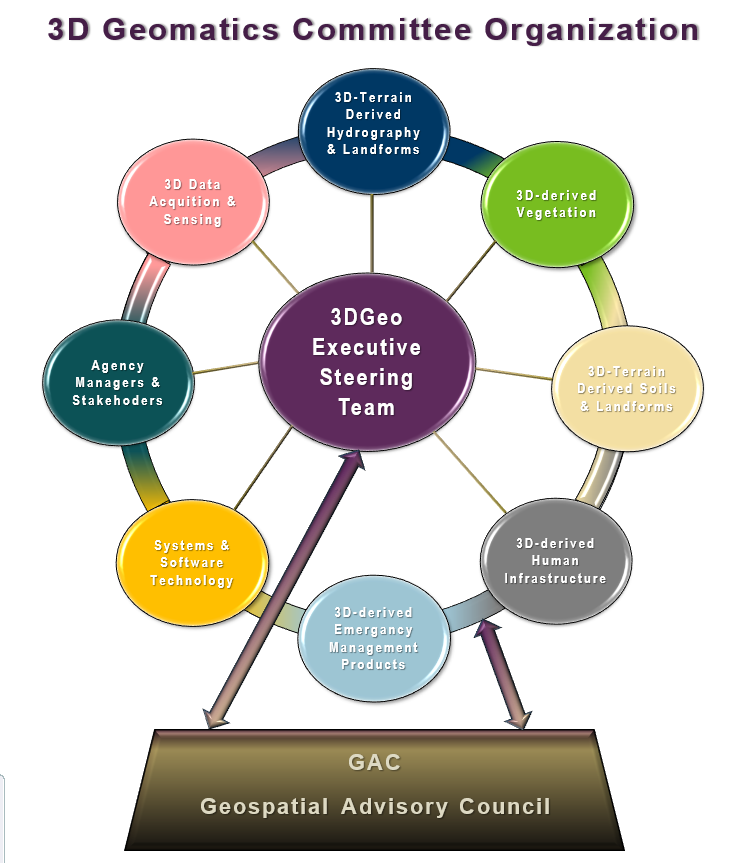 3D Geomatics Committee Organization
3D-Terrain
Derived
Hydrography
& Landforms
3D-derived
Vegetation
3D-Terrain
Derived Soils
& Landforms
3D-derived
Human
Infrastructure
3D-derived
Emergancy
Management
Products
Systems &
Software
Technology
Agency
Managers &
Stakehoders
3D Data
Acquition &
Sensing
3DGeo
Executive
Steering
Team
GAC
Geospatial Advisory Council